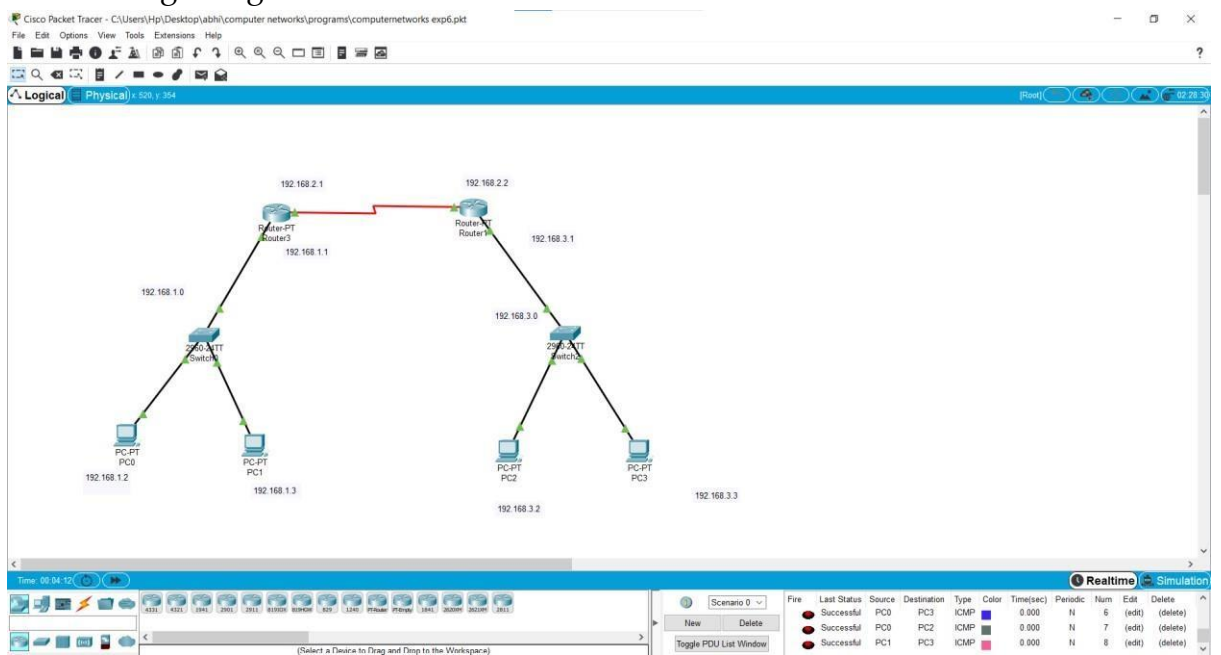 Cisco Packet Tracer - C:\Users\Hp\Desktop\abhi\computer networks\programs\computernetworks exp6.pkt
File Edit Options View Tools Extensions Help
?
Logical Physical x: 520, y: 354 [Root] 02:28:30
192.168.2.1
192.168.2.2
Router-PT
Router3
Router-PT
Router1
192.168.3.1
192.168.1.1
192.168.1.0
192.168.3.0
2960-24TT
Switch0
2960-24TT
Switch2
PC-PT
PC0
PC-PT
PC1
PC-PT
PC2
PC-PT
PC3
192.168.1.2
192.168.1.3
192.168.3.2
192.168.3.3
Time: 00:04:12 Realtime Simulation
4331 4321 1941 2901 2911 819IOX 819HGW 829 1240 PT-Router PT-Empty 1841 2620XM 2621XM 2811
(Select a Device to Drag and Drop to the Workspace)
Scenario 0
New Delete
Toggle PDU List Window
Fire Last Status Source Destination Type Color Time(sec) Periodic Num Edit Delete
Successful PC0 PC3 ICMP 0.000 N 6 (edit) (delete)
Successful PC0 PC2 ICMP 0.000 N 7 (edit) (delete)
Successful PC1 PC3 ICMP 0.000 N 8 (edit) (delete)